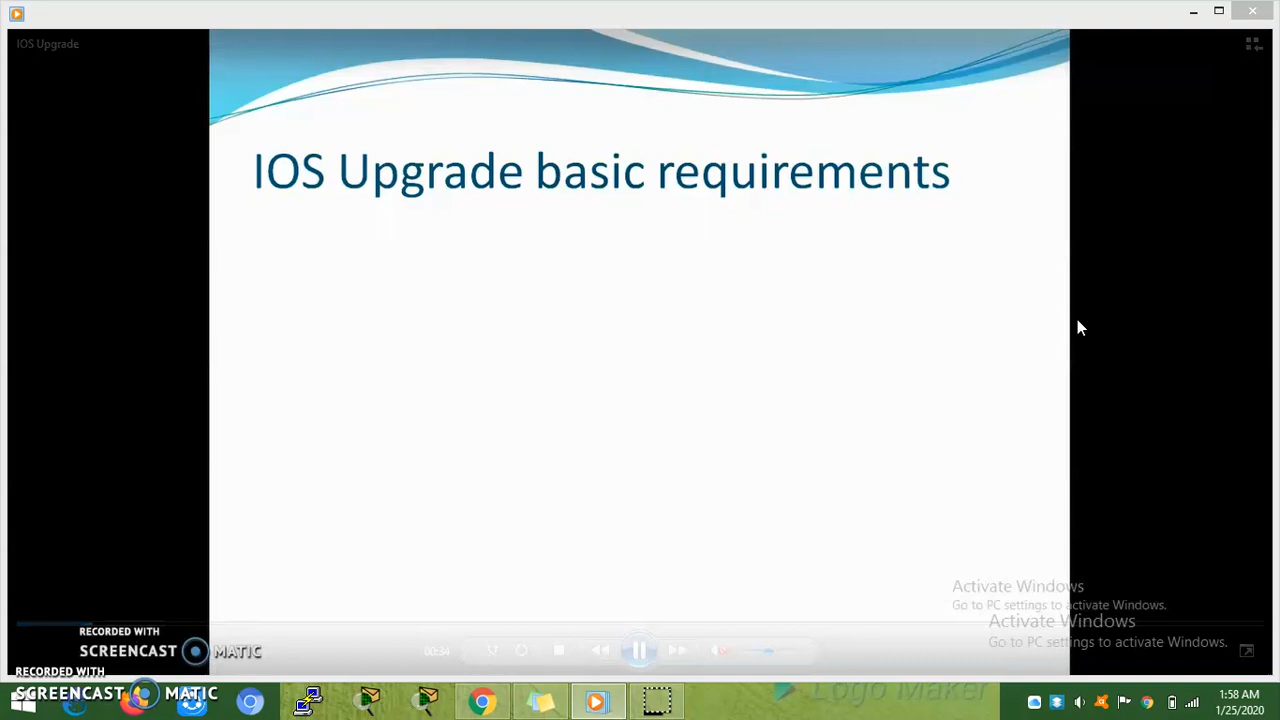 IOS Upgrade
IOS Upgrade basic requirements
Activate Windows
Go to PC settings to activate Windows.
Activate Windows
Go to PC settings to activate Windows.
RECORDED WITH
SCREENCAST MATIC
00:34
RECORDED WITH
SCREENCAST MATIC
Logo Maker
1:58 AM
1/25/2020